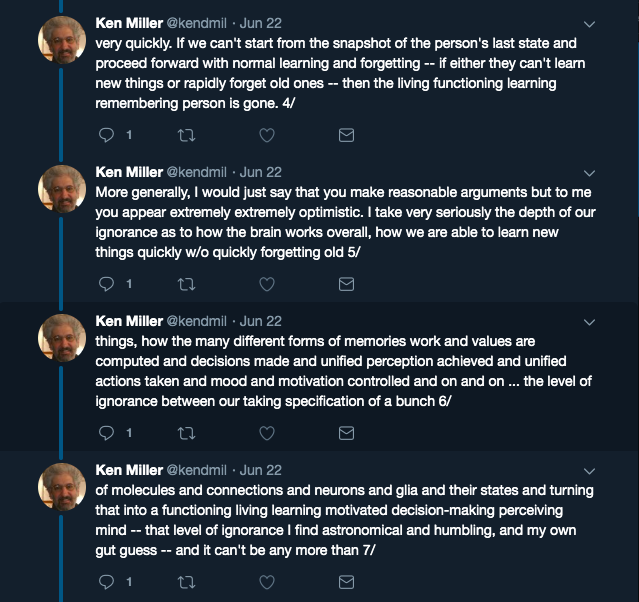 Ken Miller @kendmil · Jun 22
very quickly. If we can't start from the snapshot of the person's last state and
proceed forward with normal learning and forgetting -- if either they can't learn
new things or rapidly forget old ones -- then the living functioning learning
remembering person is gone. 4/
1
Ken Miller @kendmil · Jun 22
More generally, I would just say that you make reasonable arguments but to me
you appear extremely extremely optimistic. I take very seriously the depth of our
ignorance as to how the brain works overall, how we are able to learn new
things quickly w/o quickly forgetting old 5/
1
Ken Miller @kendmil · Jun 22
things, how the many different forms of memories work and values are
computed and decisions made and unified perception achieved and unified
actions taken and mood and motivation controlled and on and on ... the level of
ignorance between our taking specification of a bunch 6/
1
Ken Miller @kendmil · Jun 22
of molecules and connections and neurons and glia and their states and turning
that into a functioning living learning motivated decision-making perceiving
mind -- that level of ignorance I find astronomical and humbling, and my own
gut guess -- and it can't be any more than 7/
1